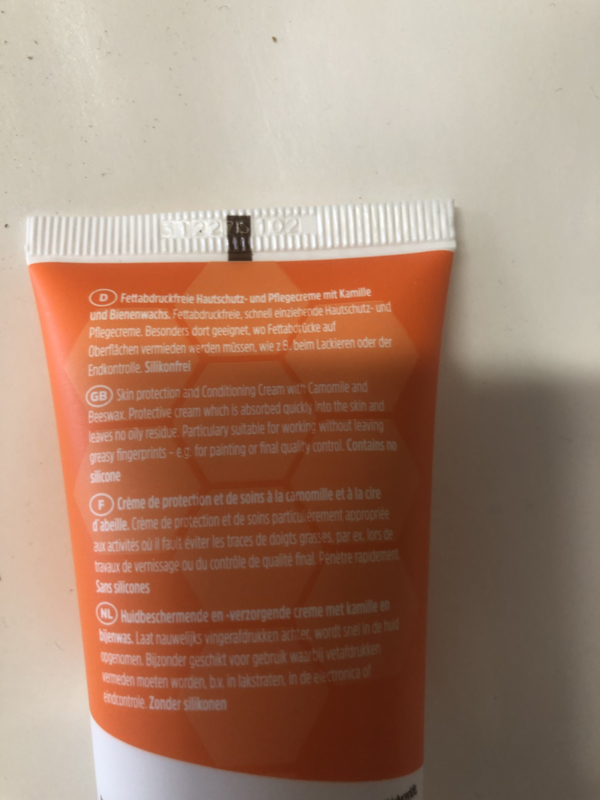 D Fettabdruckfreie Hautschutz- und Pflegecreme mit Kamille
und Bienenwachs. Fettabdruckfreie, schnell einziehende Hautschutz- und
Pflegecreme. Besonders dort geeignet, wo Fettabdrücke auf
Oberflächen vermieden werden müssen, wie z.B. beim Lackieren oder der
Endkontrolle. Silikonfrei
GB Skin protection and Conditioning Cream with Camomile and
Beeswax. Protective cream which is absorbed quickly into the skin and
leaves no oily residue. Particulary suitable for working without leaving
greasy fingerprints – e.g. for painting or final quality control. Contains no
silicone
F Crème de protection et de soins à la camomille et à la cire
d'abeille. Crème de protection et de soins particulièrement appropriée
aux activités où il faut éviter les traces de doigts grasses, par ex. lors de
travaux de vernissage ou du contrôle de qualité final. Pénètre rapidement.
Sans silicones
NL Huidbeschermende en -verzorgende creme met kamille en
bijenwas. Laat nauwelijks vingerafdrukken achter, wordt snel in de huid
opgenomen. Bijzonder geschikt voor gebruik waarbij vetafdrukken
vermeden moeten worden, b.v. in lakstraten, in de electronica of
eindcontrole. Zonder silikonen